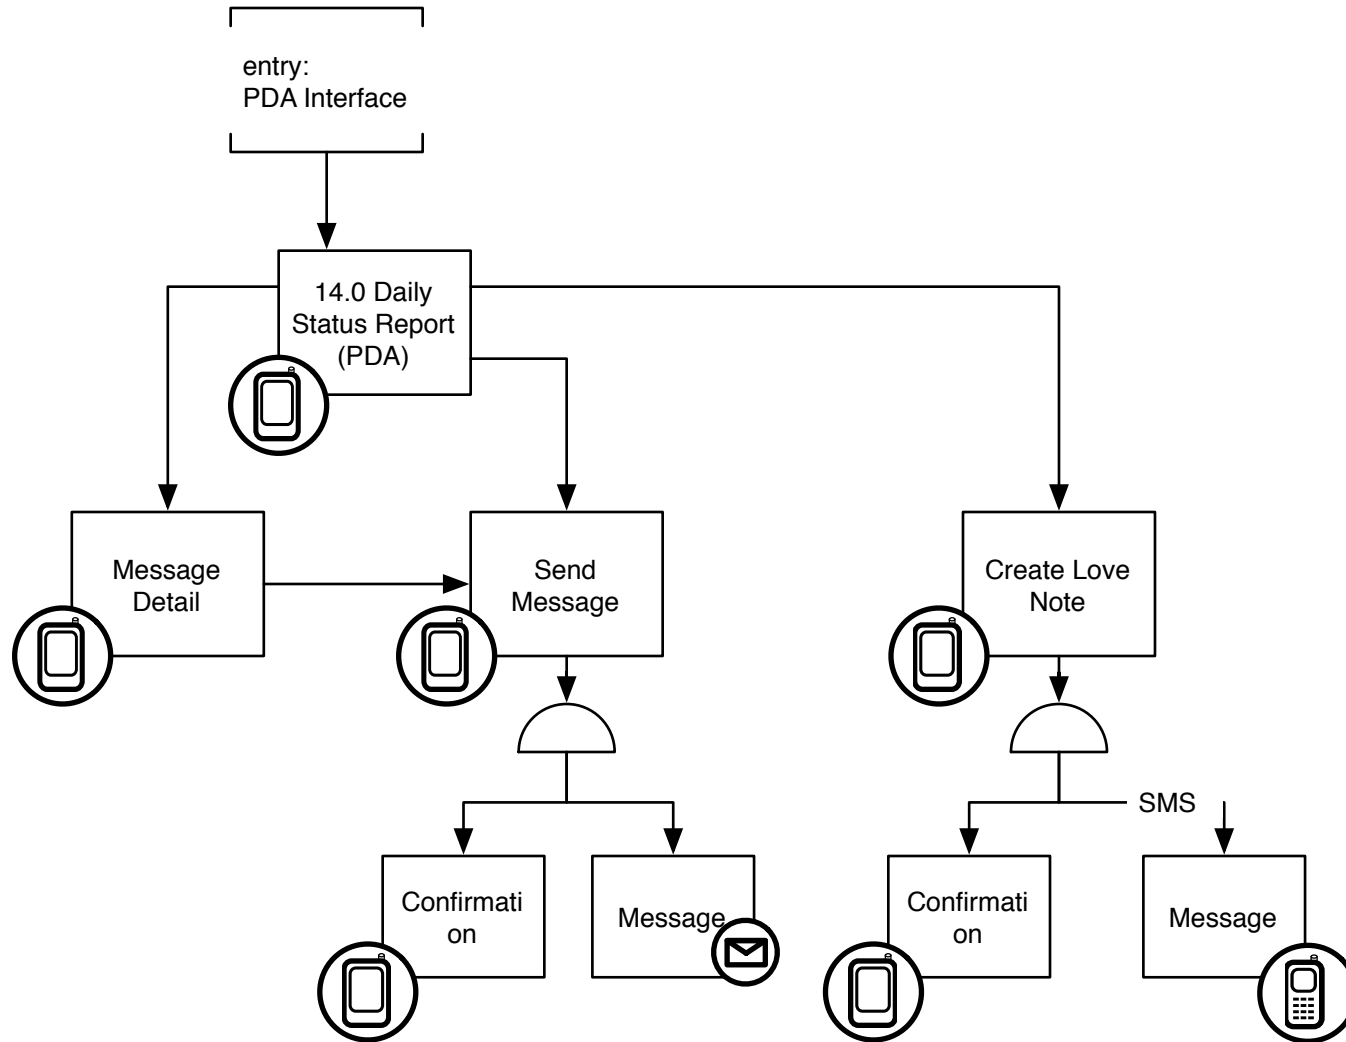 entry:
PDA Interface
14.0 Daily
Status Report
(PDA)
Message
Detail
Send
Message
Create Love
Note
SMS
Confirmati
on
Message
Confirmati
on
Message